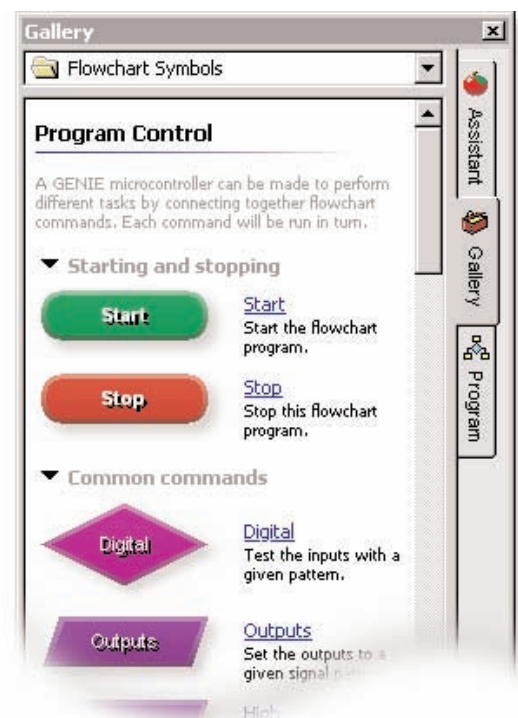 Gallery
Flowchart Symbols
Program Control
A GENIE microcontroller can be made to perform
different tasks by connecting together flowchart
commands. Each command will be run in turn.
Starting and stopping
Start
Start
Start the flowchart
program.
Stop
Stop
Stop this flowchart
program.
Common commands
Digital
Digital
Test the inputs with a
given pattern.
Outputs
Outputs
Set the outputs to a
given signal
High
Assistant
Gallery
Program